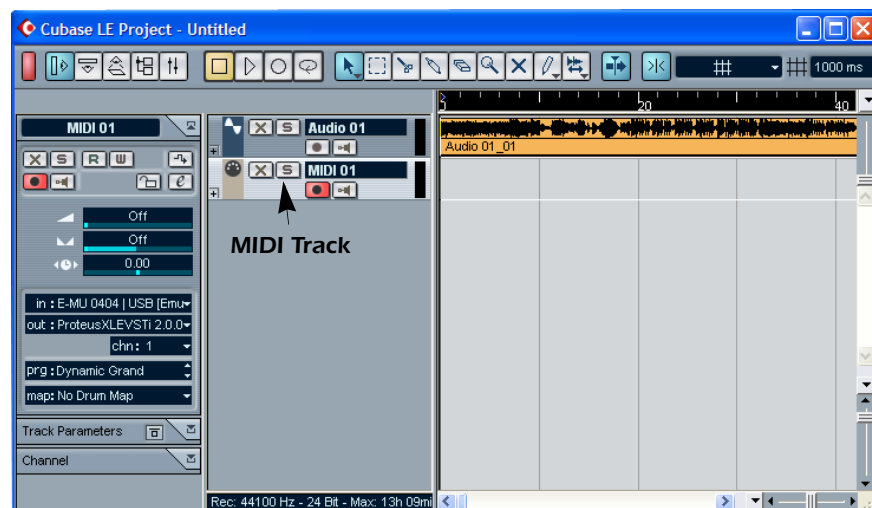 Cubase LE Project - Untitled
1000 ms
20
40
MIDI 01
X S R W
e
Off
Off
0.00
in : E-MU 0404 | USB [Emu
out : ProteusXLEVSTi 2.0.0
chn: 1
prg: Dynamic Grand
map: No Drum Map
Track Parameters
Channel
X S Audio 01
X S MIDI 01
MIDI Track
Audio 01_01
Rec: 44100 Hz - 24 Bit - Max: 13h 09mi